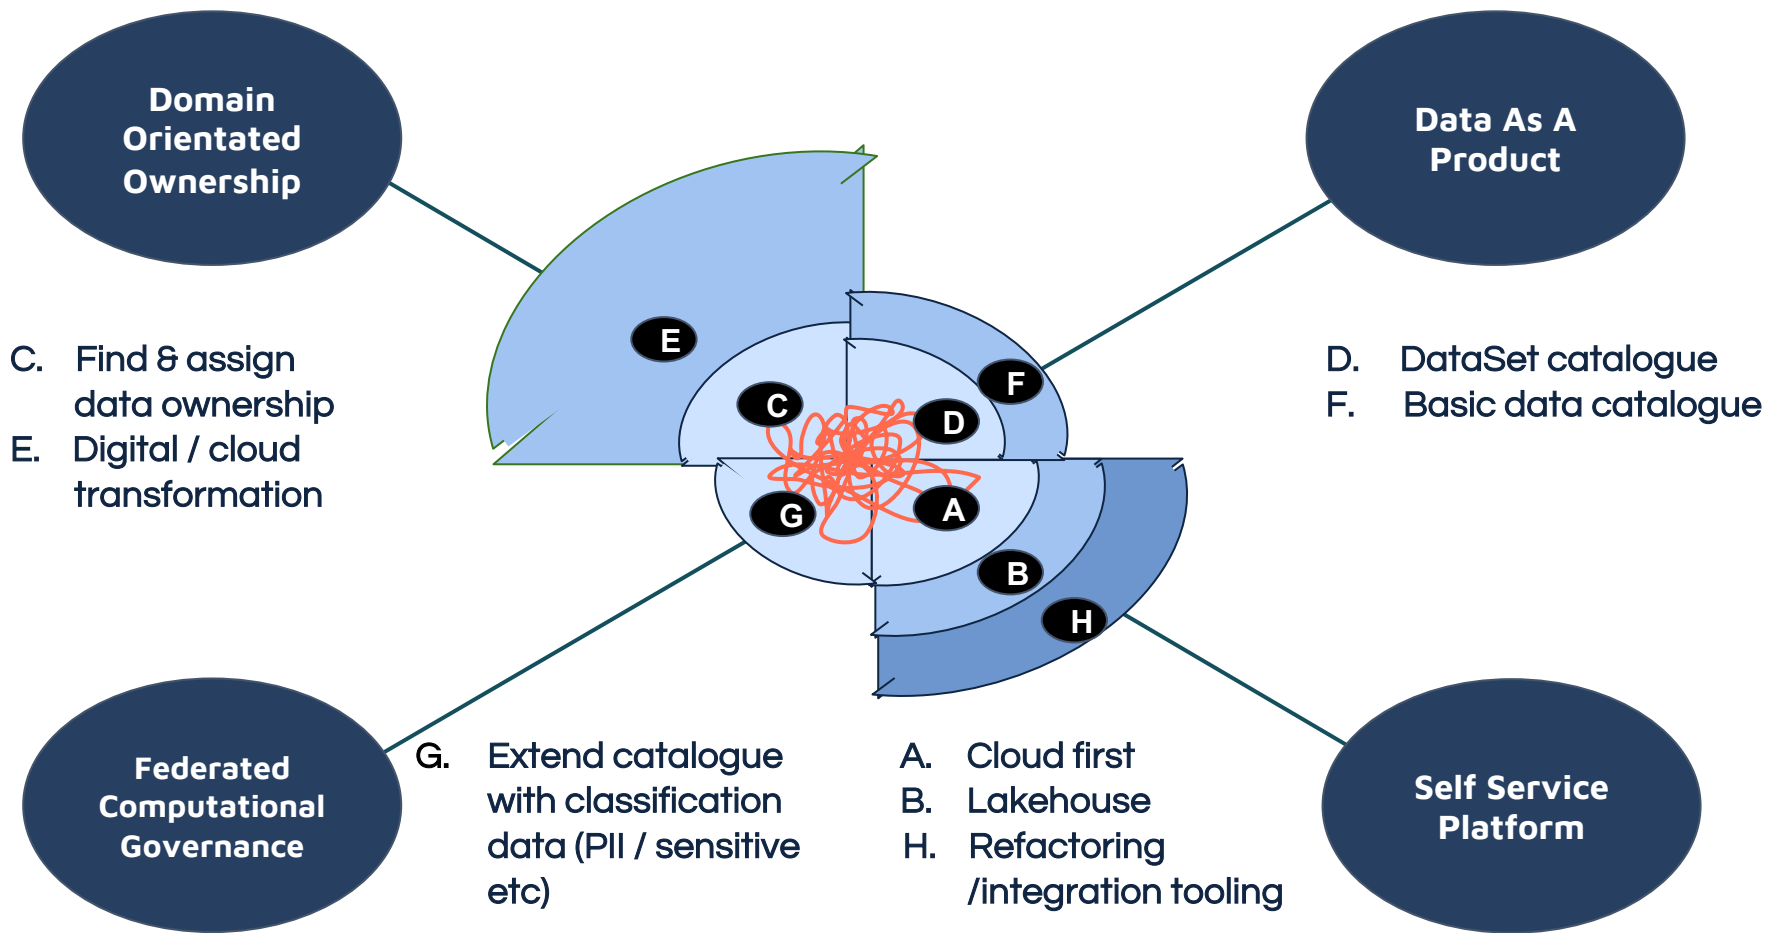 Domain
Orientated
Ownership
Data As A
Product
C. Find & assign
data ownership
E. Digital / cloud
transformation
D. DataSet catalogue
F. Basic data catalogue
E
F
C
D
G
A
B
H
Federated
Computational
Governance
G. Extend catalogue
with classification
data (PII / sensitive
etc)
A. Cloud first
B. Lakehouse
H. Refactoring
/integration tooling
Self Service
Platform